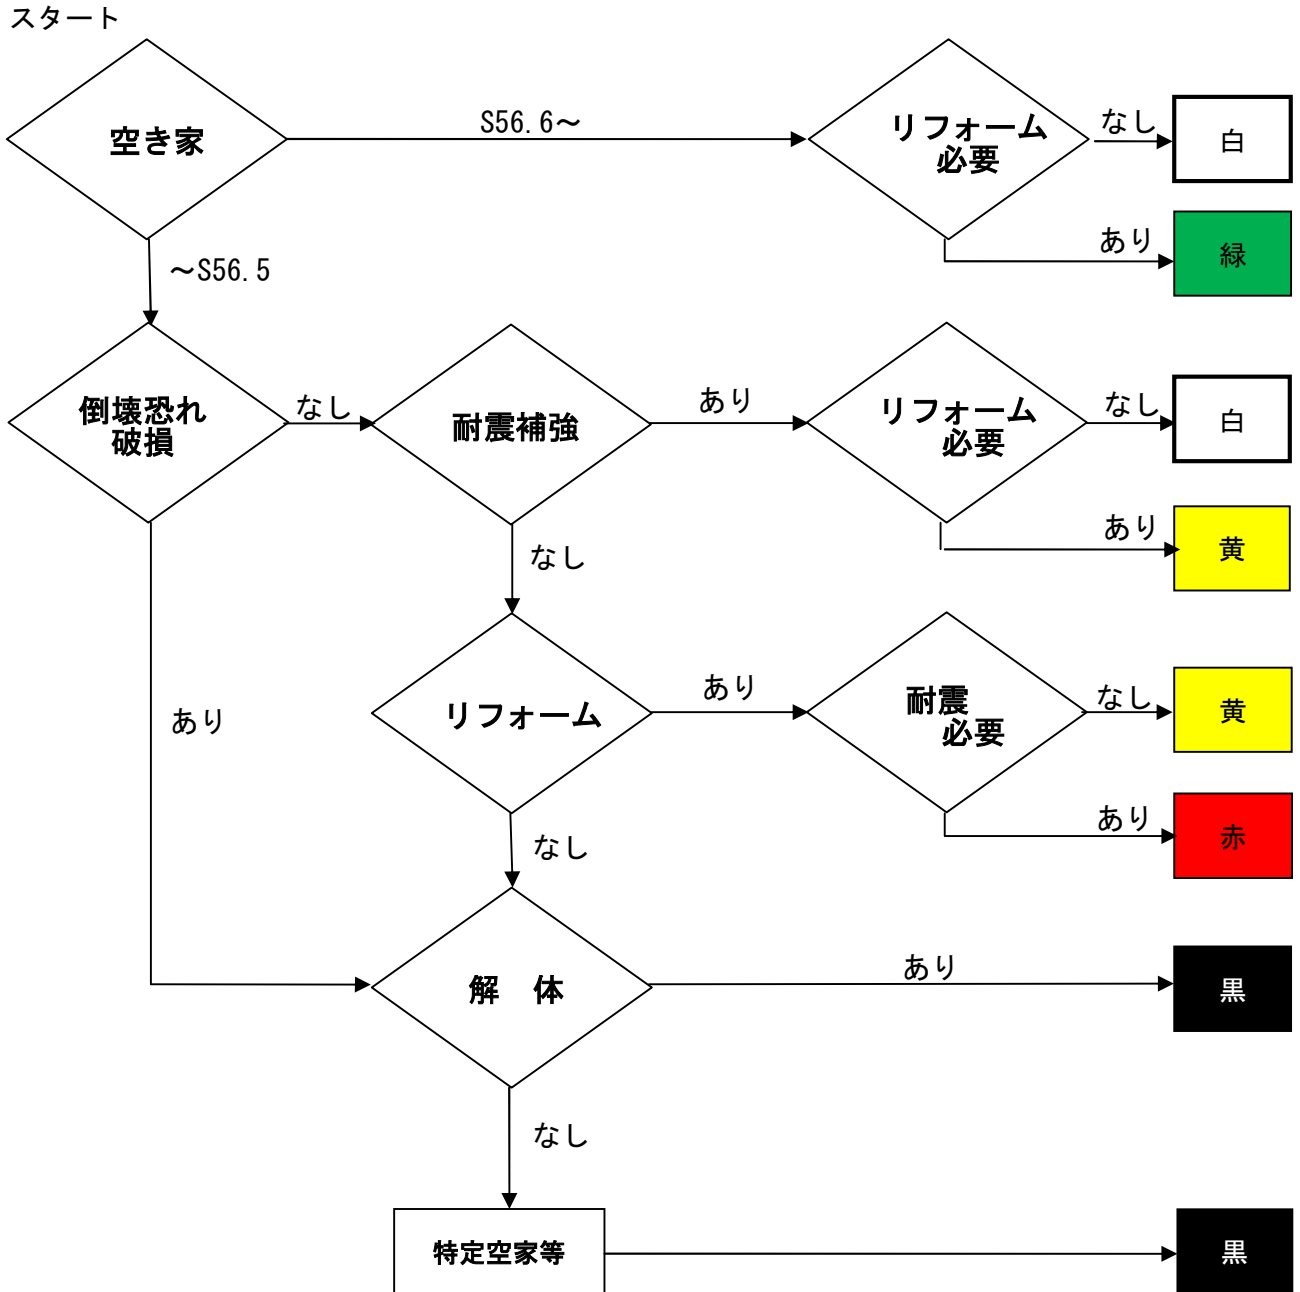 スタート
空き家
S56.6～
リフォーム
必要
なし
白
あり
緑
～S56.5
倒壊恐れ
破損
なし
耐震補強
あり
リフォーム
必要
なし
白
あり
黄
なし
あり
リフォーム
あり
耐震
必要
なし
黄
あり
赤
なし
解　体
あり
黒
なし
特定空家等
黒